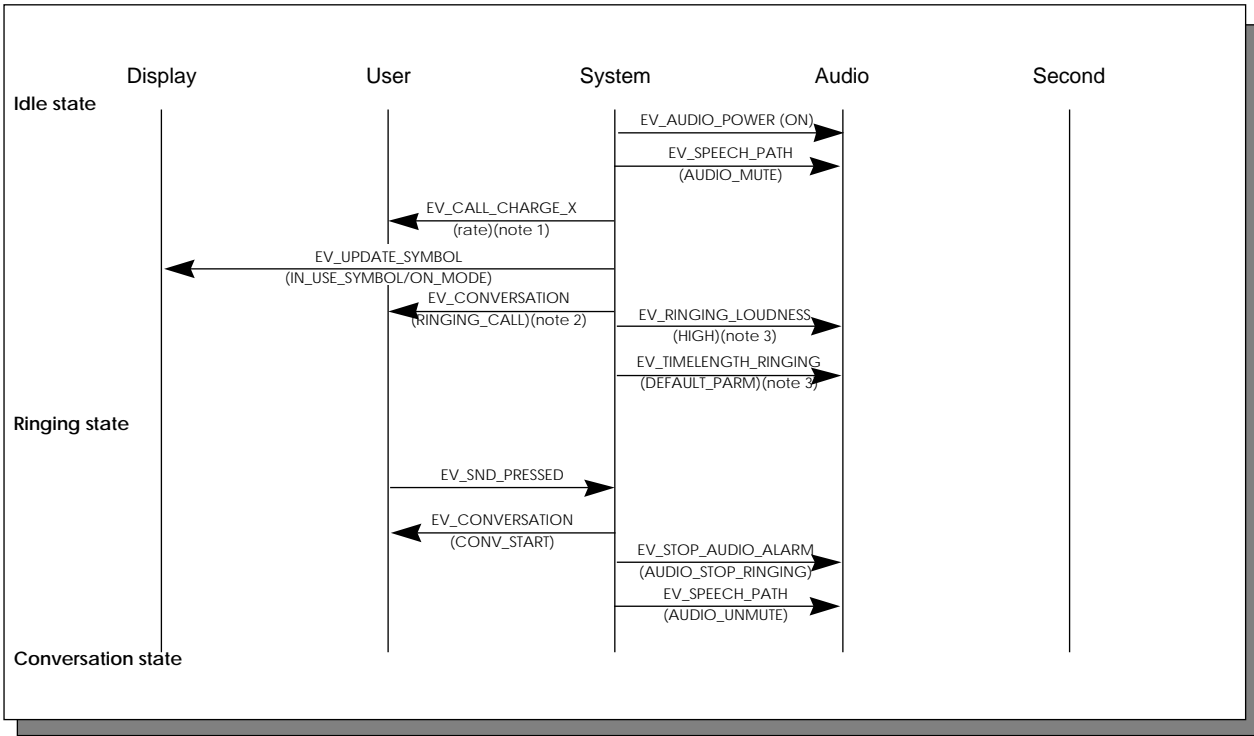 Display User System Audio Second
Idle state
EV_AUDIO_POWER (ON)
EV_SPEECH_PATH
(AUDIO_MUTE)
EV_CALL_CHARGE_X
(rate)(note 1)
EV_UPDATE_SYMBOL
(IN_USE_SYMBOL/ON_MODE)
EV_CONVERSATION
(RINGING_CALL)(note 2)
EV_RINGING_LOUDNESS
(HIGH)(note 3)
EV_TIMELENGTH_RINGING
(DEFAULT_PARM)(note 3)
Ringing state
EV_SND_PRESSED
EV_CONVERSATION
(CONV_START)
EV_STOP_AUDIO_ALARM
(AUDIO_STOP_RINGING)
EV_SPEECH_PATH
(AUDIO_UNMUTE)
Conversation state